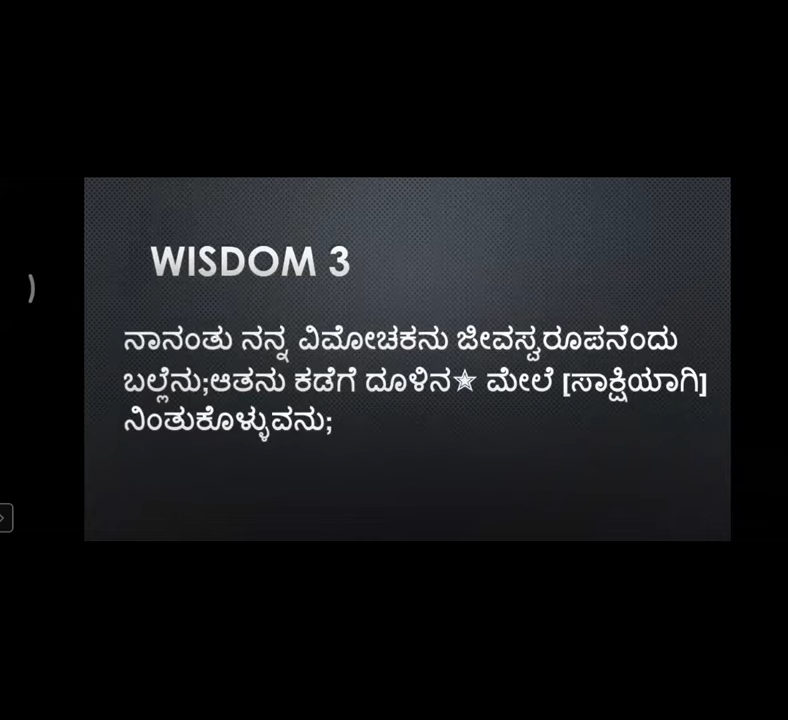 WISDOM 3
ನಾನಂತು ನನ್ನ ವಿಮೋಚಕನು ಜೀವಸ್ವರೂಪನೆಂದು
ಬಲ್ಲೆನು;ಆತನು ಕಡೆಗೆ ದೂಳಿನ✯ ಮೇಲೆ [ಸಾಕ್ಷಿಯಾಗಿ]
ನಿಂತುಕೊಳ್ಳುವನು;